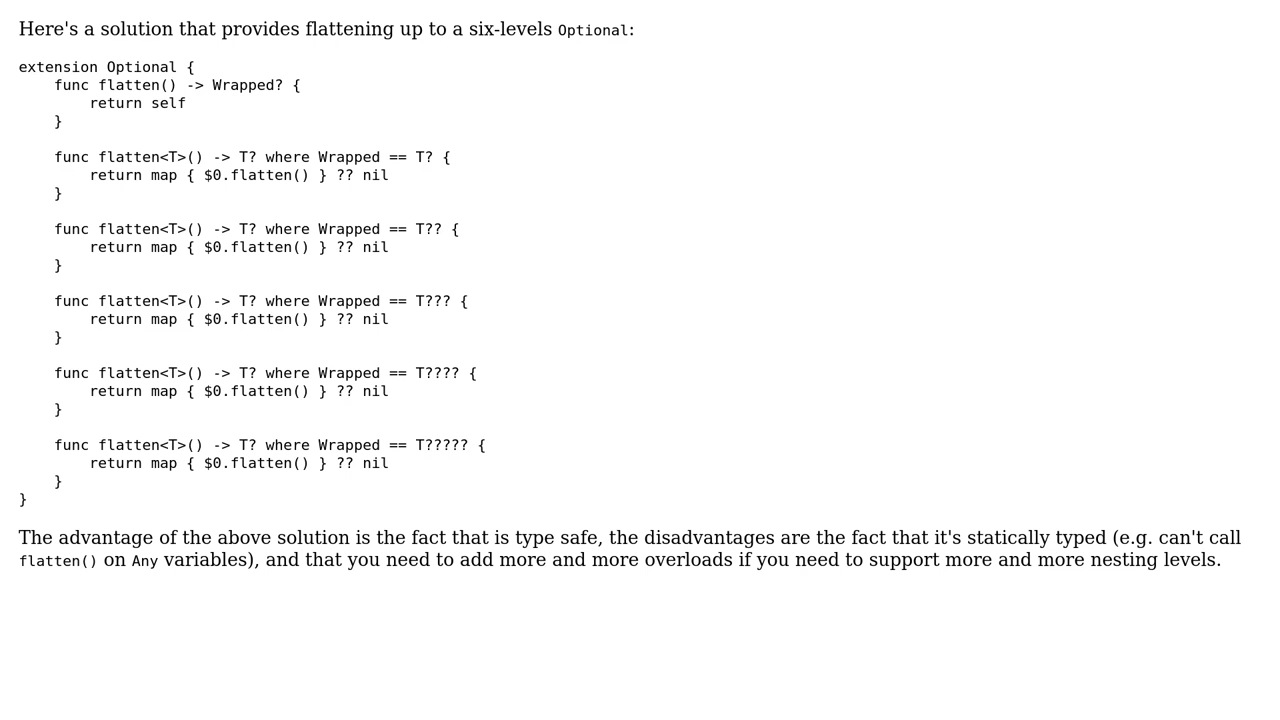 Here's a solution that provides flattening up to a six-levels Optional:
extension Optional {
    func flatten() -> Wrapped? {
        return self
    }
    func flatten<T>() -> T? where Wrapped == T? {
        return map { $0.flatten() } ?? nil
    }
    func flatten<T>() -> T? where Wrapped == T?? {
        return map { $0.flatten() } ?? nil
    }
    func flatten<T>() -> T? where Wrapped == T??? {
        return map { $0.flatten() } ?? nil
    }
    func flatten<T>() -> T? where Wrapped == T???? {
        return map { $0.flatten() } ?? nil
    }
    func flatten<T>() -> T? where Wrapped == T????? {
        return map { $0.flatten() } ?? nil
    }
}
The advantage of the above solution is the fact that is type safe, the disadvantages are the fact that it's statically typed (e.g. can't call
flatten() on Any variables), and that you need to add more and more overloads if you need to support more and more nesting levels.